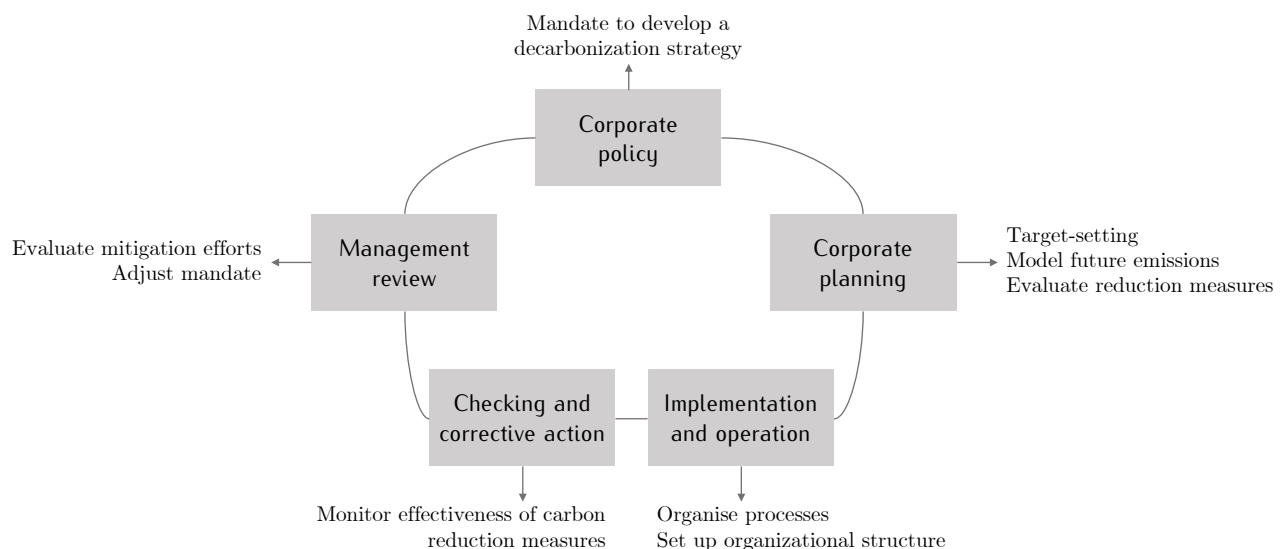 Mandate to develop a
decarbonization strategy
Corporate
policy
Management
review
Evaluate mitigation efforts
Adjust mandate
Corporate
planning
Target-setting
Model future emissions
Evaluate reduction measures
Checking and
corrective action
Implementation
and operation
Monitor effectiveness of carbon
reduction measures
Organise processes
Set up organizational structure